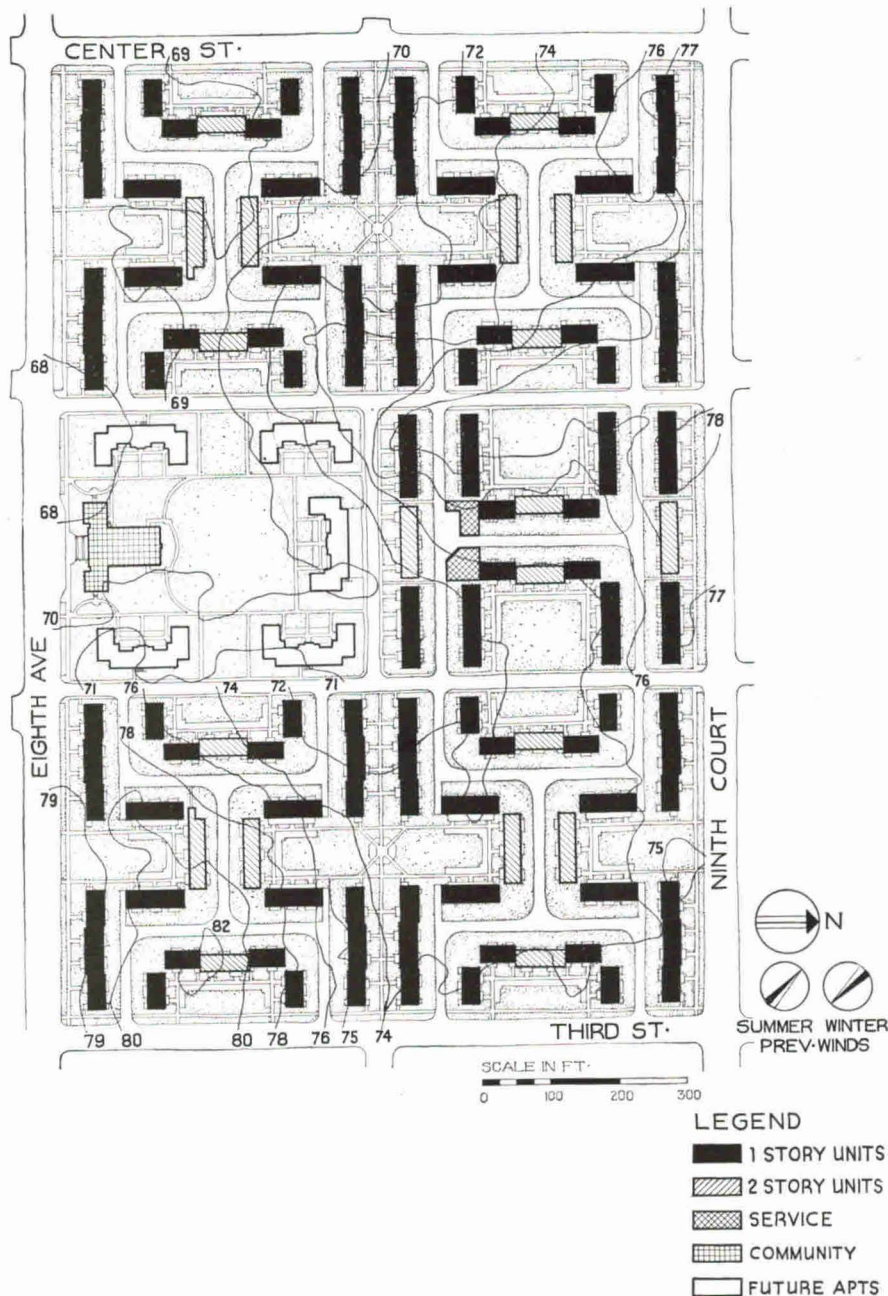 CENTER ST.
69
70
72
74
76
77
68
69
68
78
70
77
71
76
74
72
71
76
78
79
75
82
EIGHTH AVE
NINTH COURT
N
79
80
80
78
76
75
74
THIRD ST.
SUMMER WINTER
PREV. WINDS
SCALE IN FT.
0 100 200 300
LEGEND
1 STORY UNITS
2 STORY UNITS
SERVICE
COMMUNITY
FUTURE APTS